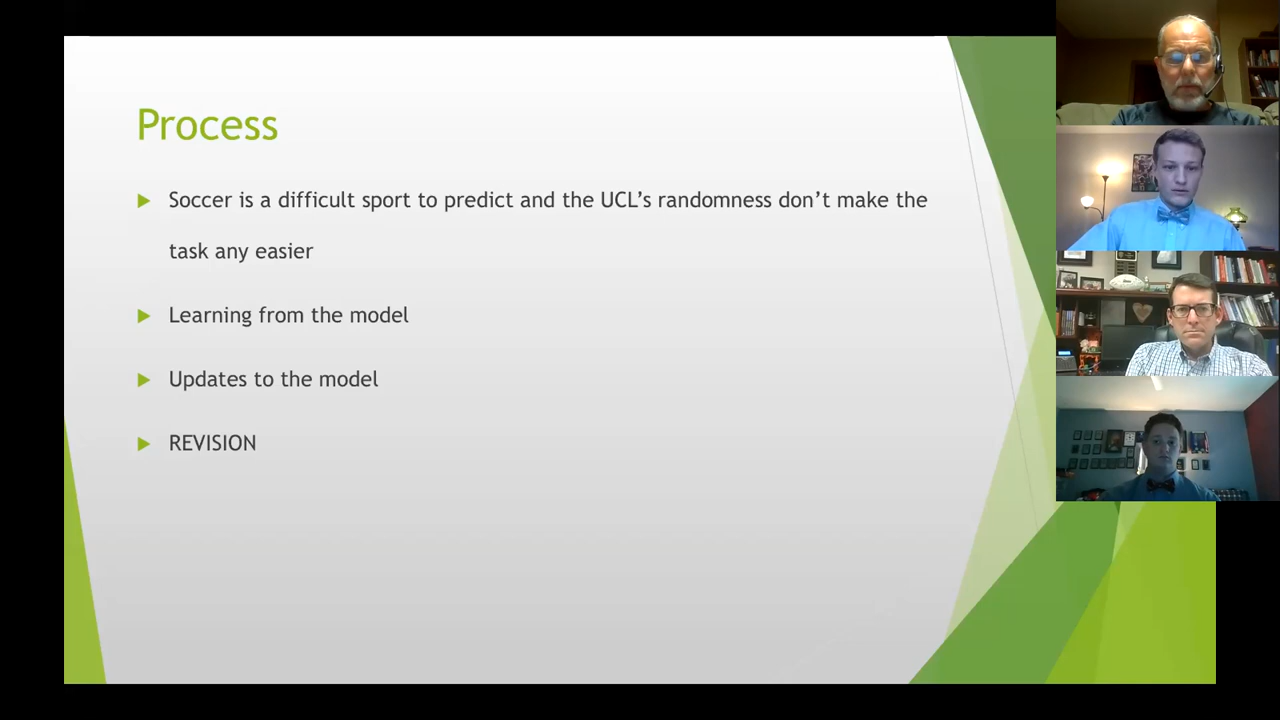 Process
Soccer is a difficult sport to predict and the UCL’s randomness don’t make the
task any easier
Learning from the model
Updates to the model
REVISION